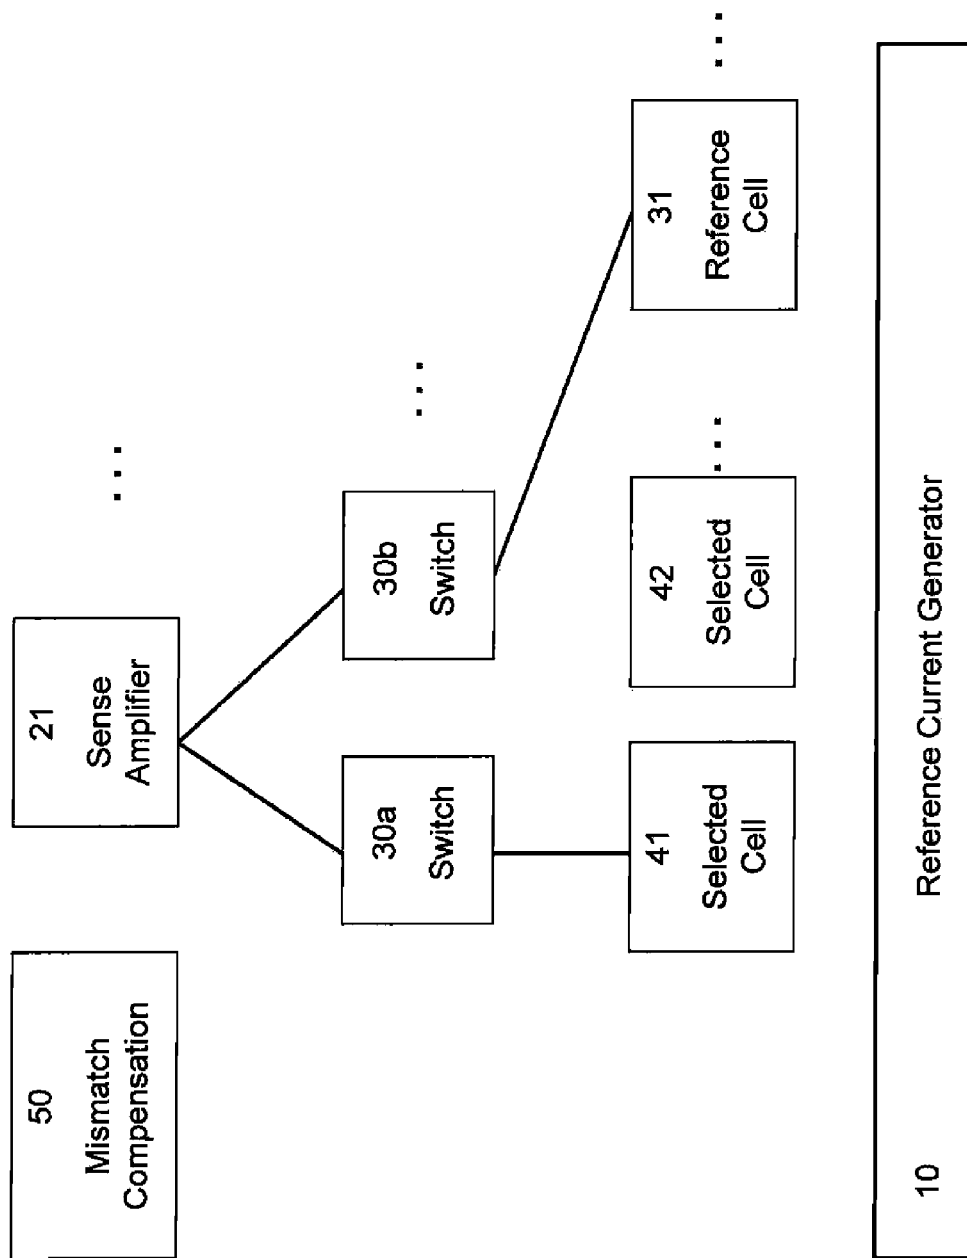 50
Mismatch
Compensation
21
Sense
Amplifier
...
30a
Switch
30b
Switch
...
41
Selected
Cell
42
Selected
Cell
...
31
Reference
Cell
...
10
Reference Current Generator